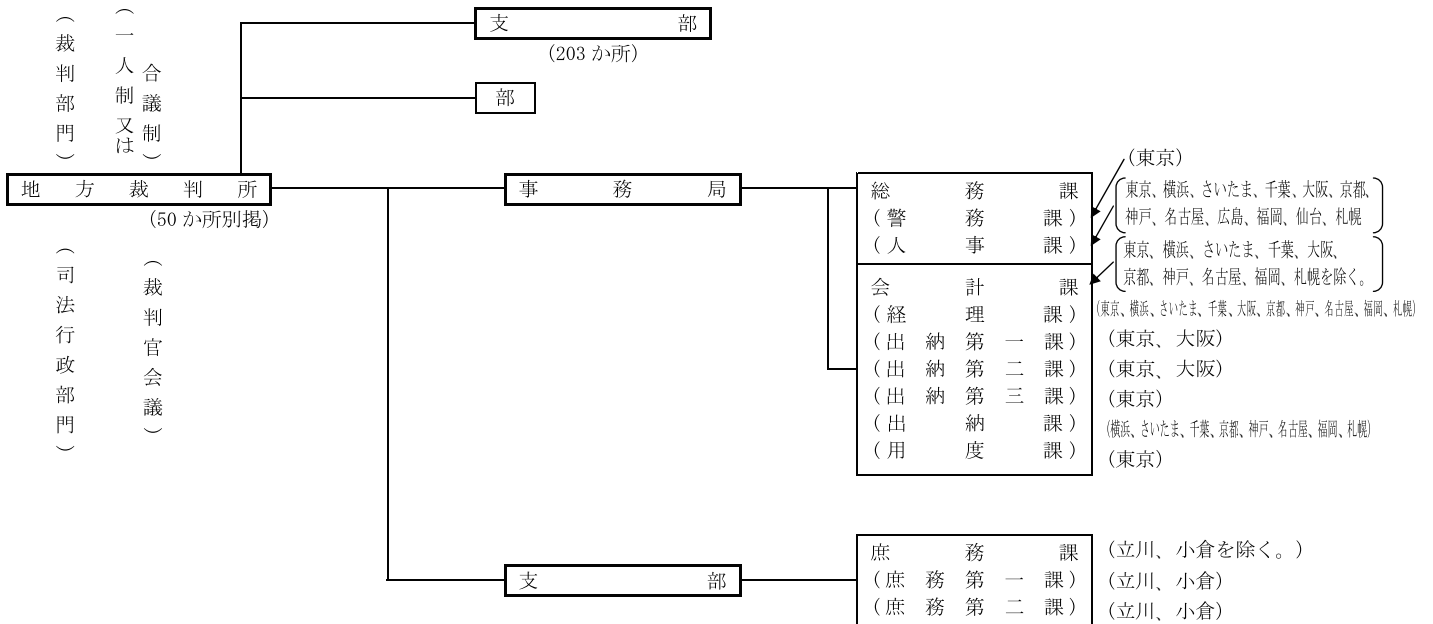 支部
(203か所)
部
(裁判部門)
(一人制又は
合議制)
地方裁判所
(50か所別掲)
(司法行政部門)
(裁判官会議)
事務局
総務課
(警務課)
(東京)
(人事課)
東京、横浜、さいたま、千葉、大阪、京都、
神戸、名古屋、広島、福岡、仙台、札幌
会計課
東京、横浜、さいたま、千葉、大阪、
京都、神戸、名古屋、福岡、札幌を除く。
(経理課)
(東京、横浜、さいたま、千葉、大阪、京都、神戸、名古屋、福岡、札幌)
(出納第一課)
(東京、大阪)
(出納第二課)
(東京、大阪)
(出納第三課)
(東京)
(出納課)
(横浜、さいたま、千葉、京都、神戸、名古屋、福岡、札幌)
(用度課)
(東京)
支部
庶務課
(立川、小倉を除く。)
(庶務第一課)
(立川、小倉)
(庶務第二課)
(立川、小倉)